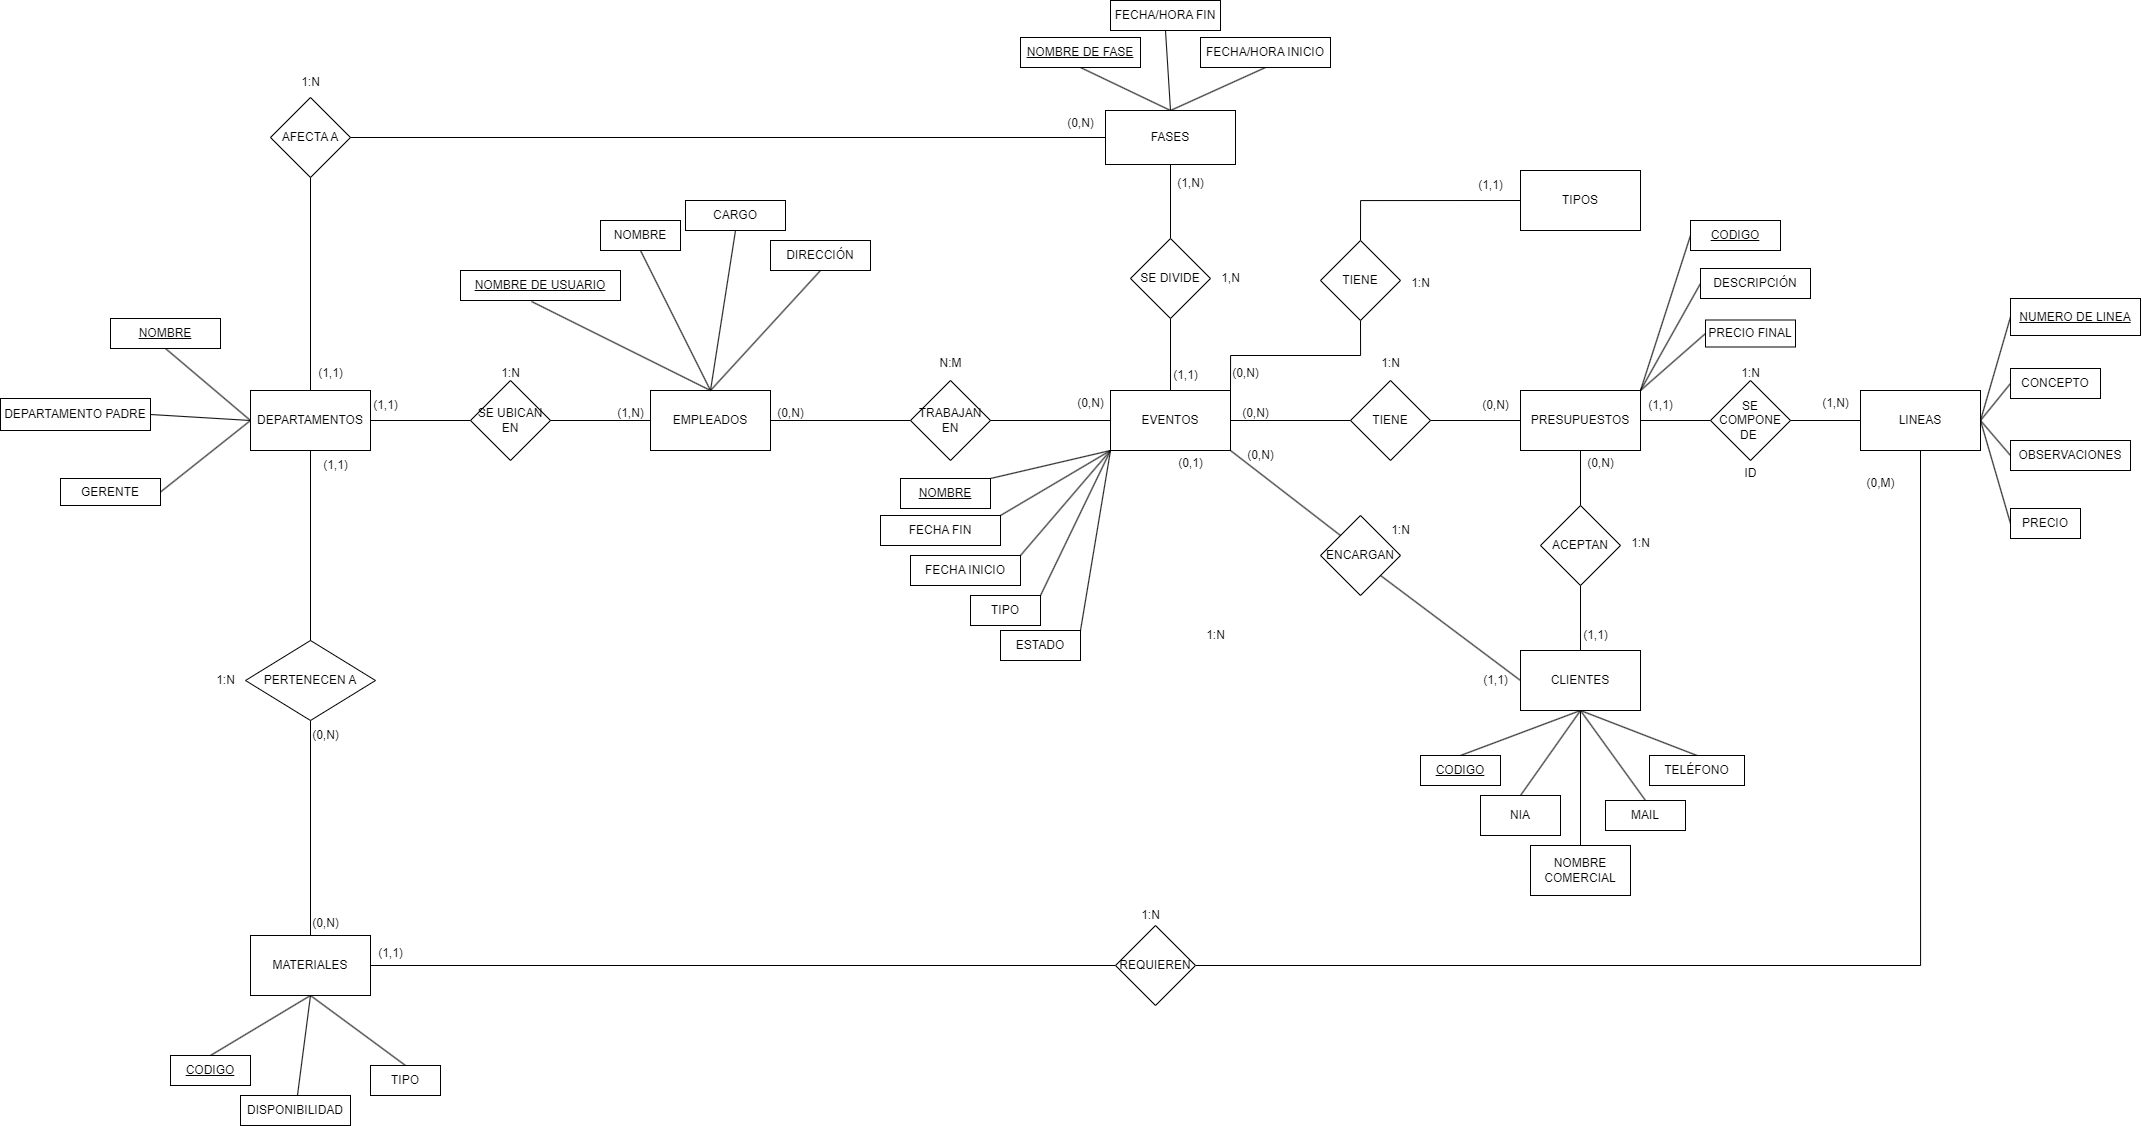 FECHA/HORA FIN
NOMBRE DE FASE
FECHA/HORA INICIO
1:N
AFECTA A
(0,N)
FASES
(1,N)
(1,1)
TIPOS
CARGO
NOMBRE
DIRECCIÓN
NOMBRE DE USUARIO
SE DIVIDE
1,N
TIENE
1:N
CODIGO
DESCRIPCIÓN
PRECIO FINAL
NUMERO DE LINEA
NOMBRE
(1,1)
1:N
N:M
(1,1)
(0,N)
1:N
1:N
CONCEPTO
DEPARTAMENTO PADRE
DEPARTAMENTOS
(1,1)
SE UBICAN
EN
(1,N)
EMPLEADOS
(0,N)
TRABAJAN
EN
(0,N)
EVENTOS
(0,N)
TIENE
(0,N)
PRESUPUESTOS
(1,1)
SE
COMPONE
DE
(1,N)
LINEAS
OBSERVACIONES
(1,1)
(0,1)
(0,N)
(0,N)
ID
(0,M)
GERENTE
NOMBRE
FECHA FIN
FECHA INICIO
TIPO
ESTADO
1:N
ENCARGAN
1:N
ACEPTAN
1:N
PRECIO
(1,1)
1:N
PERTENECEN A
(0,N)
(1,1)
CLIENTES
CODIGO
TELÉFONO
NIA
MAIL
NOMBRE
COMERCIAL
(0,N)
MATERIALES
(1,1)
1:N
REQUIEREN
CODIGO
TIPO
DISPONIBILIDAD